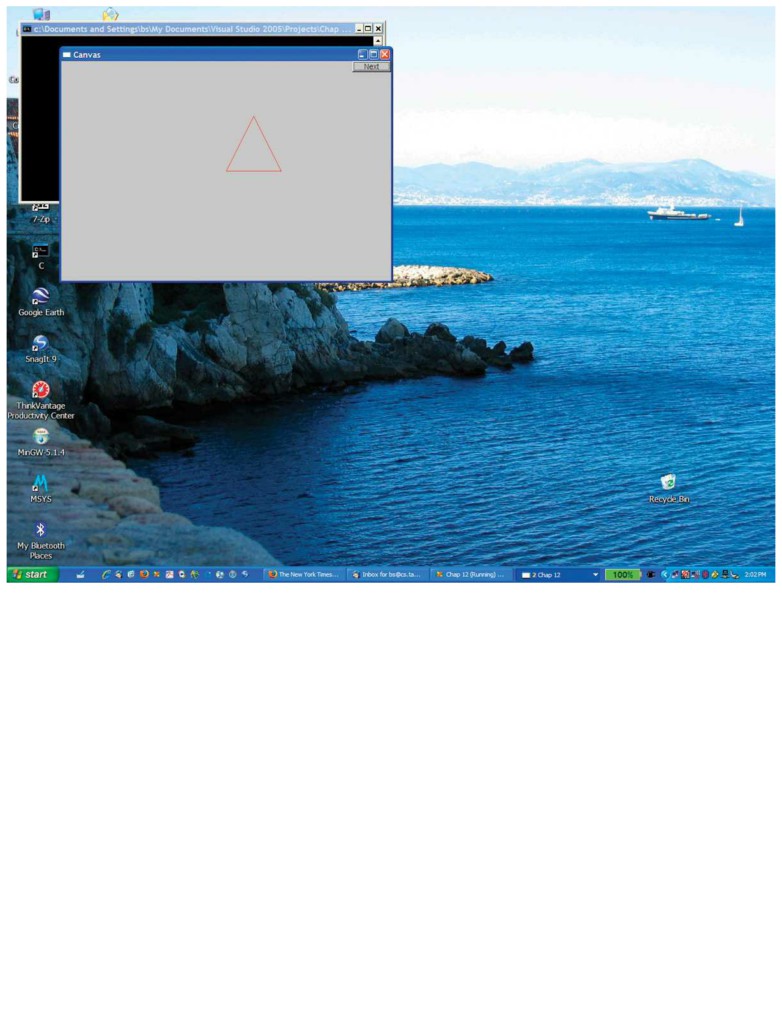 c:\Documents and Settings\bs\My Documents\Visual Studio 2005\Projects\Chap ...
Canvas
Next
7-Zip
C
Google Earth
SnagIt 9
ThinkVantage
Productivity Center
MinGW-5.1.4
MSYS
Recycle Bin
My Bluetooth
Places
start
The New York Times...
Inbox for bs@cs.ta...
Chap 12 (Running) ...
2 Chap 12
100%
2:02 PM